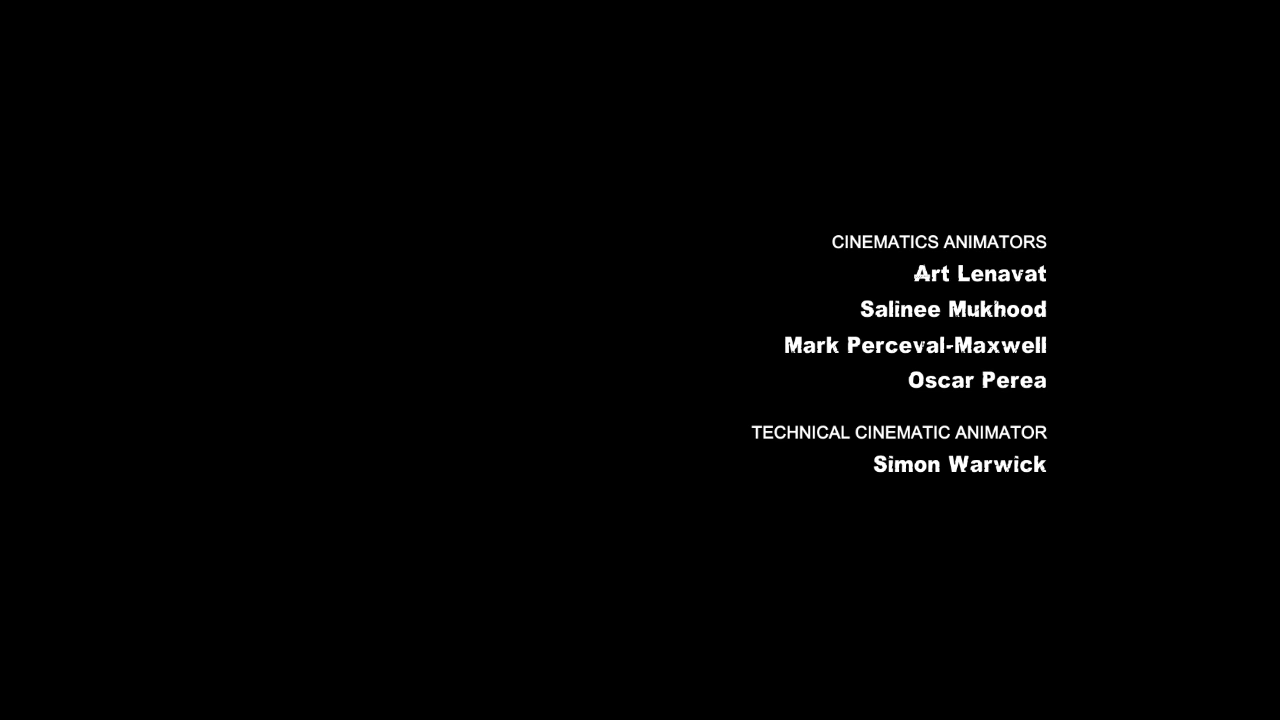 CINEMATICS ANIMATORS
Art Lenavat
Salinee Mukhood
Mark Perceval-Maxwell
Oscar Perea
TECHNICAL CINEMATIC ANIMATOR
Simon Warwick